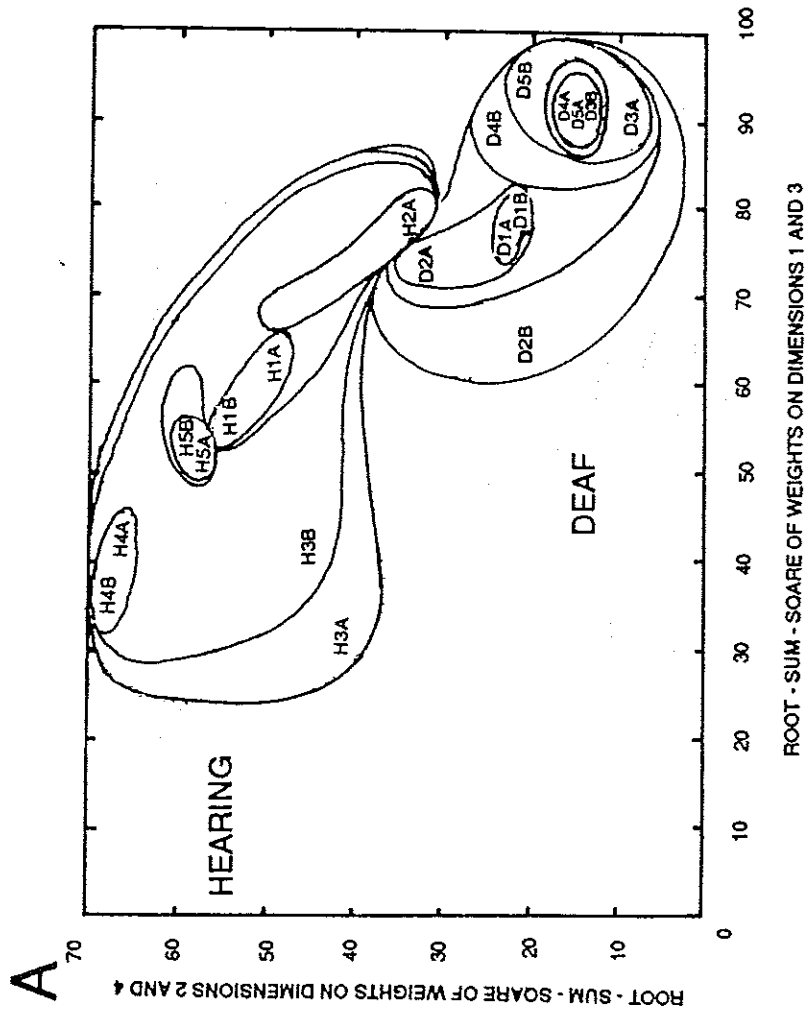 A
ROOT - SUM - SQARE OF WEIGHTS ON DIMENSIONS 2 AND 4
70
60
50
40
30
20
10
0
HEARING
DEAF
H4B
H4A
H5B
H5A
H1B
H1A
H2A
H3B
H3A
D2A
D1A
D1B
D2B
D4B
D5B
D4A
D5A
D3B
D3A
10
20
30
40
50
60
70
80
90
100
ROOT - SUM - SOARE OF WEIGHTS ON DIMENSIONS 1 AND 3